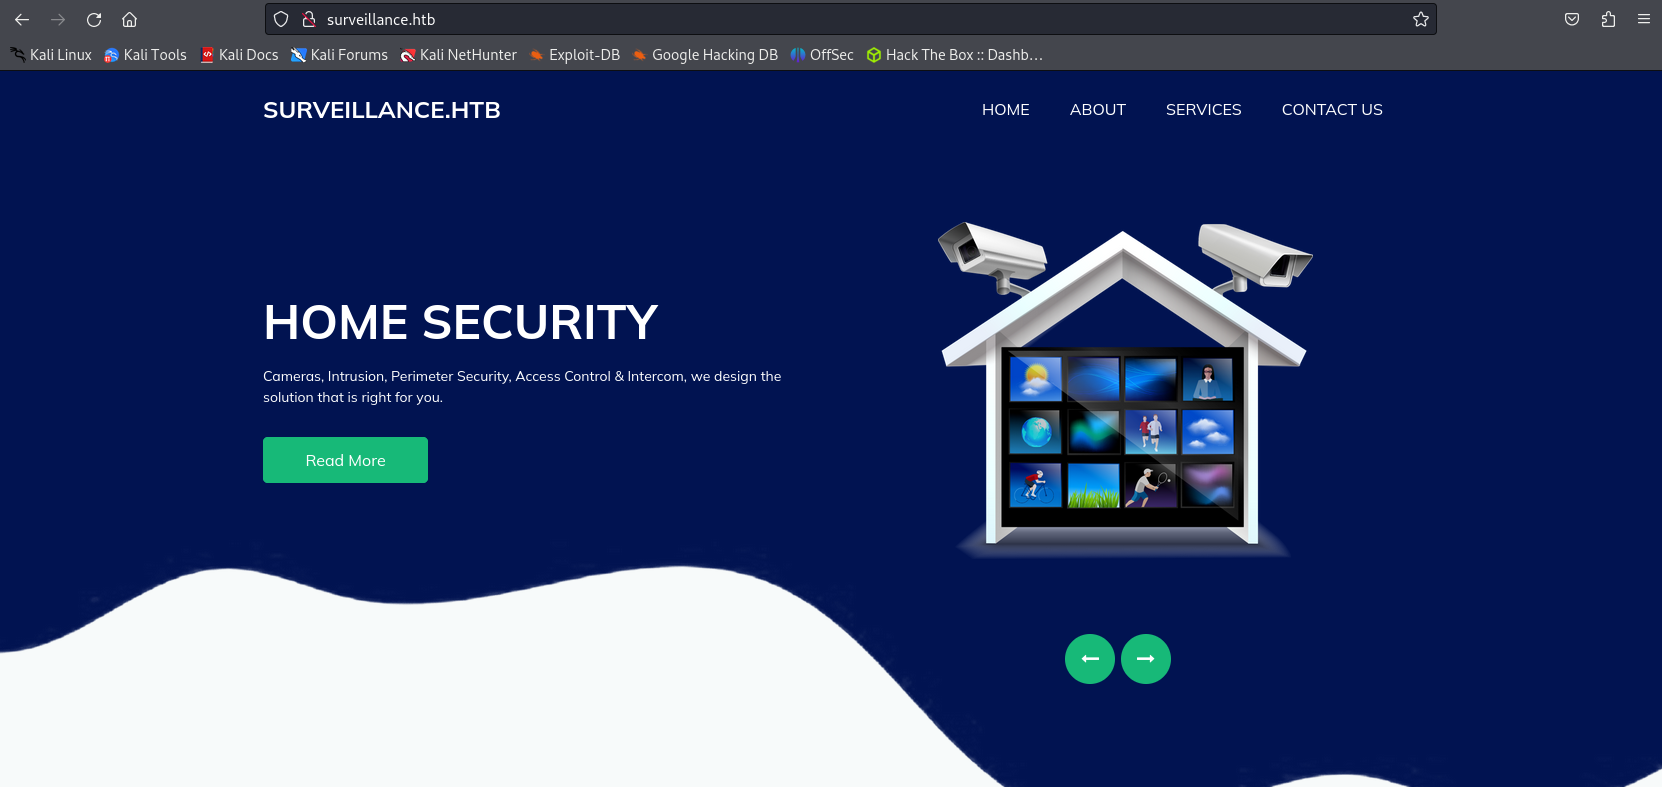 surveillance.htb
Kali Linux Kali Tools Kali Docs Kali Forums Kali NetHunter Exploit-DB Google Hacking DB OffSec Hack The Box :: Dashb…
SURVEILLANCE.HTB HOME ABOUT SERVICES CONTACT US
HOME SECURITY
Cameras, Intrusion, Perimeter Security, Access Control & Intercom, we design the
solution that is right for you.
Read More